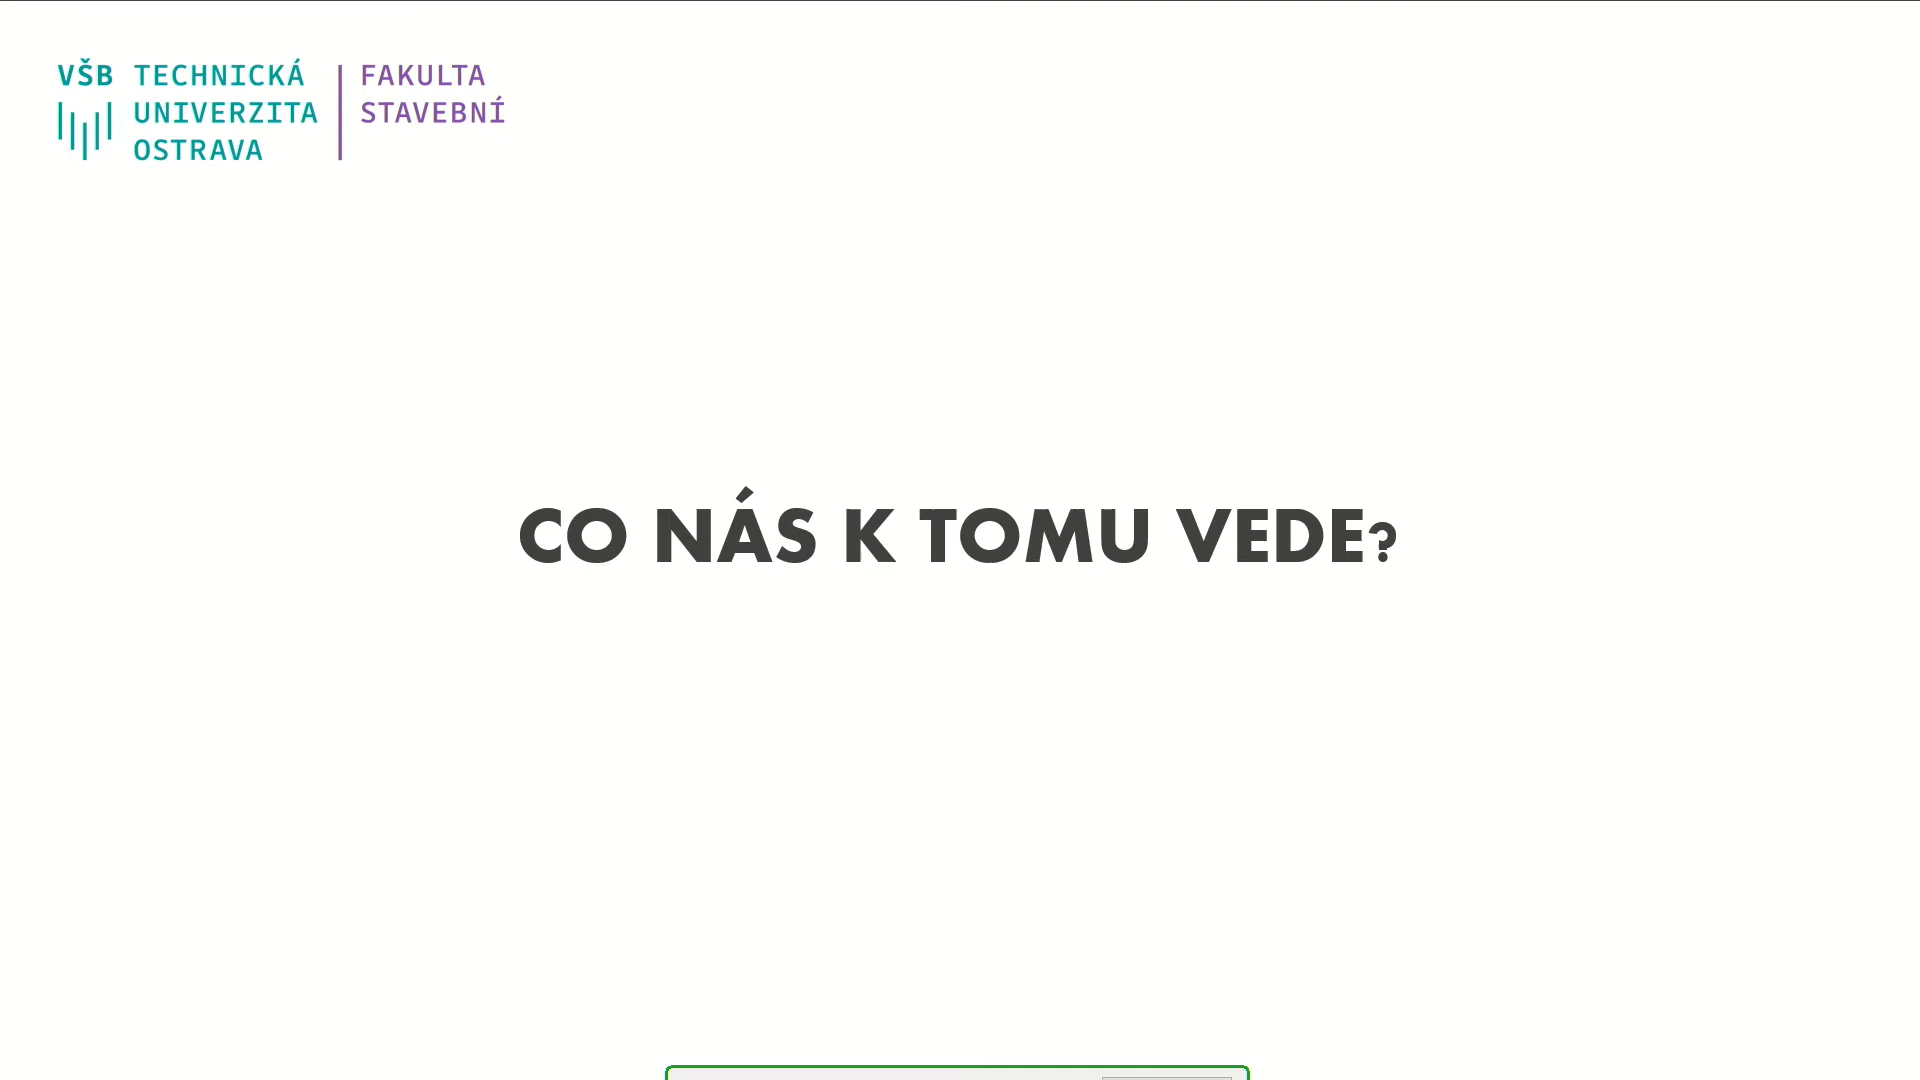 VŠB TECHNICKÁ
UNIVERZITA
OSTRAVA
FAKULTA
STAVEBNÍ
CO NÁS K TOMU VEDE?